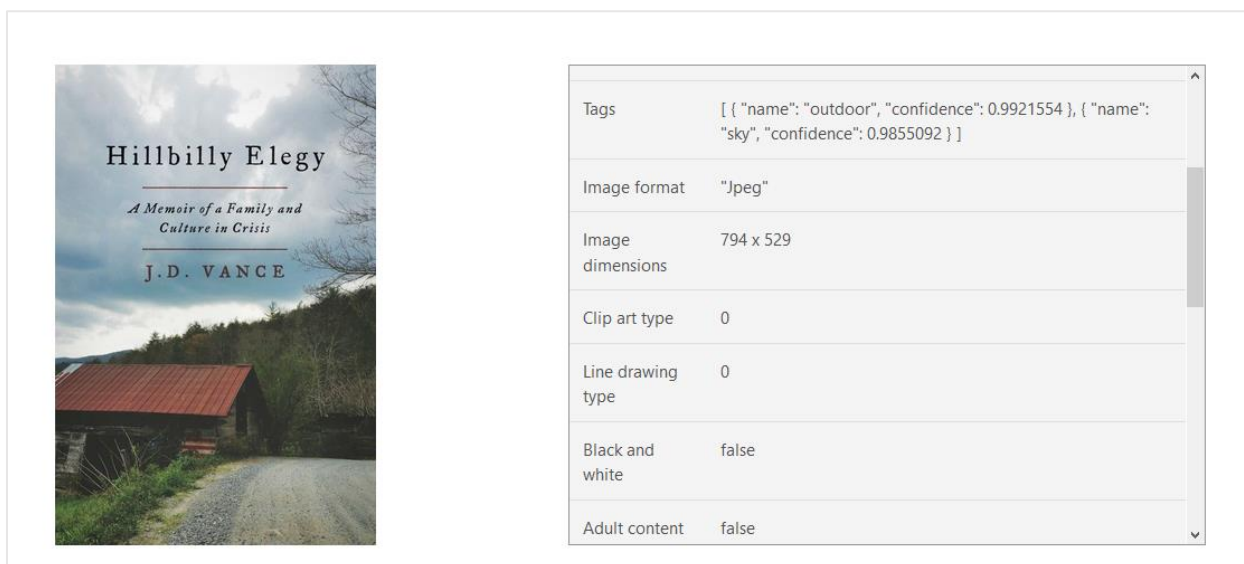 Hillbilly Elegy
A Memoir of a Family and
Culture in Crisis
J.D. VANCE
Tags
[ { "name": "outdoor", "confidence": 0.9921554 }, { "name":
"sky", "confidence": 0.9855092 } ]
Image format
"Jpeg"
Image
dimensions
794 x 529
Clip art type
0
Line drawing
type
0
Black and
white
false
Adult content
false